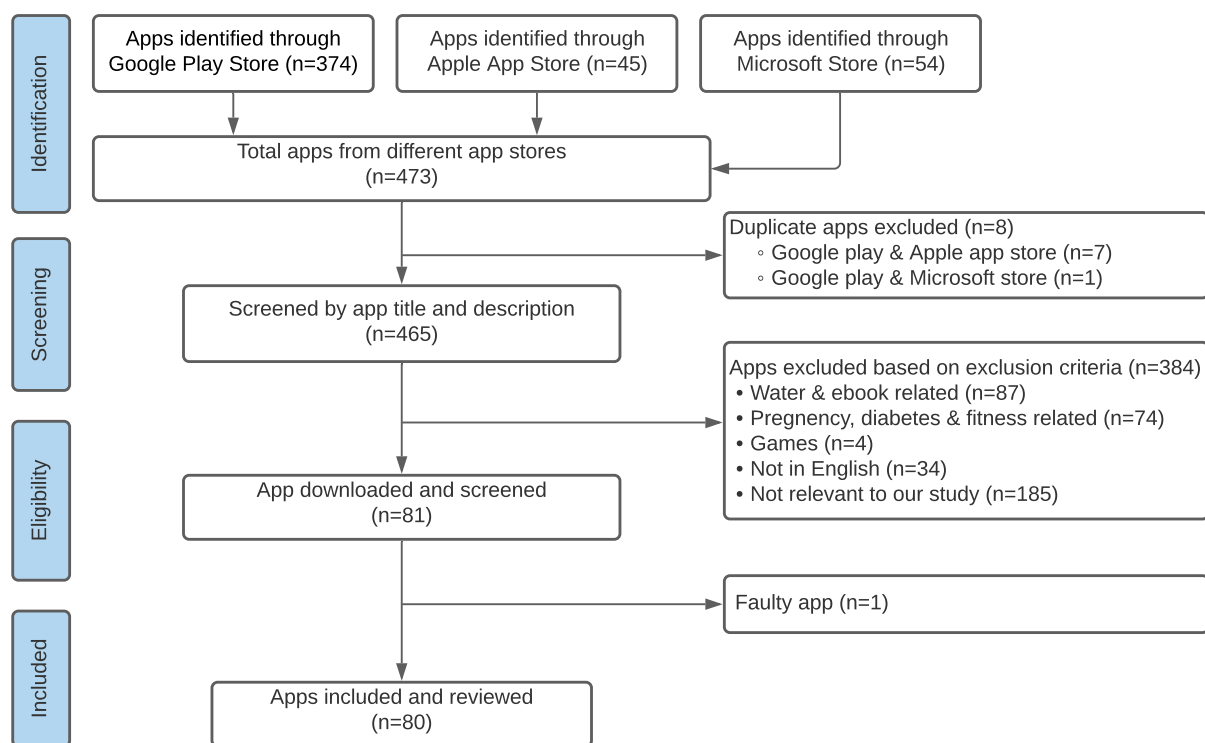 Identification
Apps identified through
Google Play Store (n=374)
Apps identified through
Apple App Store (n=45)
Apps identified through
Microsoft Store (n=54)
Total apps from different app stores
(n=473)
Screening
Duplicate apps excluded (n=8)
◦ Google play & Apple app store (n=7)
◦ Google play & Microsoft store (n=1)
Screened by app title and description
(n=465)
Apps excluded based on exclusion criteria (n=384)
• Water & ebook related (n=87)
• Pregnency, diabetes & fitness related (n=74)
• Games (n=4)
• Not in English (n=34)
• Not relevant to our study (n=185)
Eligibility
App downloaded and screened
(n=81)
Faulty app (n=1)
Included
Apps included and reviewed
(n=80)